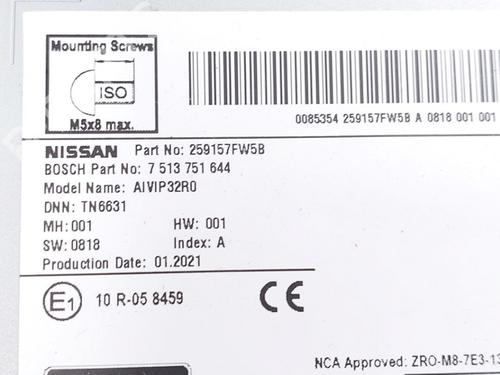 Mounting Screws
ISO
M5x8 max.
0085354 259157FW5B A 0818 001 001
NISSAN Part No: 259157FW5B
BOSCH Part No: 7 513 751 644
Model Name: AIVIP32R0
DNN: TN6631
MH: 001 HW: 001
SW: 0818 Index: A
Production Date: 01.2021
E1 10 R-05 8459 CE
NCA Approved: ZRO-M8-7E3-13